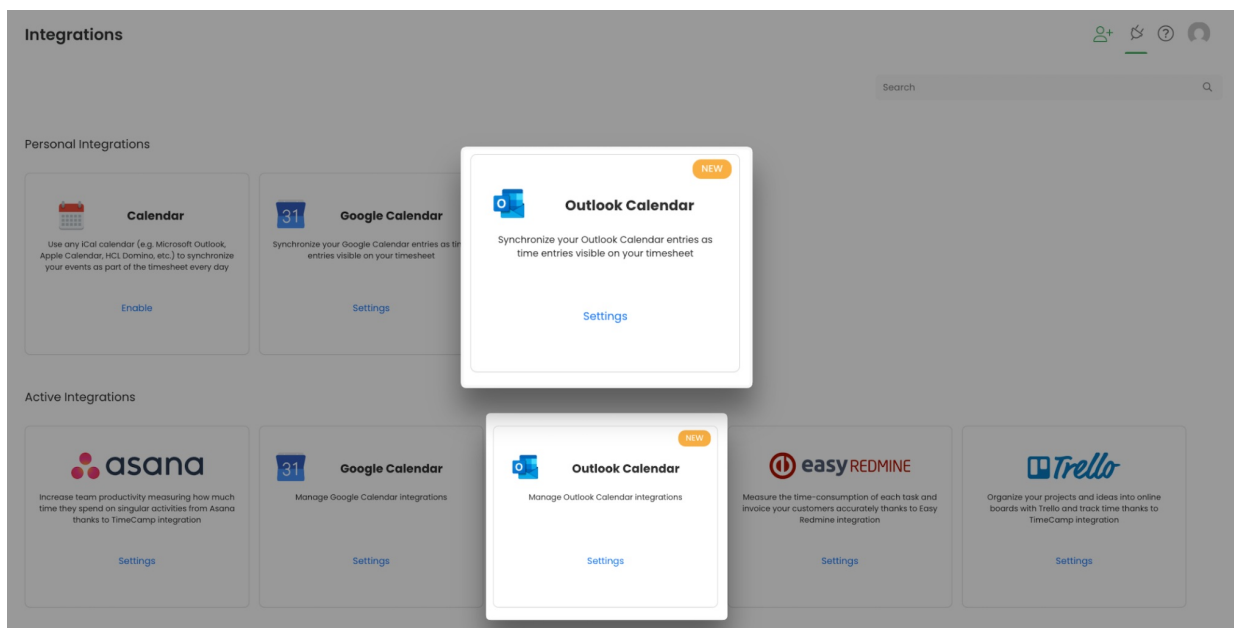 Integrations
Search
Personal Integrations
Calendar
Use any iCal calendar (e.g. Microsoft Outlook,
Apple Calendar, HCL Domino, etc,) to synchronize
your events as part of the timesheet every day
Enable
31
Google Calendar
Synchronize your Google Calendar entries as
entries visible on your timesheet
Settings
NEW
Outlook Calendar
Synchronize your Outlook Calendar entries as
time entries visible on your timesheet
Settings
Active Integrations
asana
Increase team productivity measuring how much
time they spend on singular activities from Asana
thanks to TimeCamp integration
Settings
31
Google Calendar
Manage Google Calendar integrations
Settings
NEW
Outlook Calendar
Manage Outlook Calendar integrations
Settings
easy REDMINE
Measure the time-consumption of each task and
invoice your customers accurately thanks to Easy
Redmine integration
Settings
Trello
Organize your projects and ideas into online
boards with Trello and track time thanks to
TimeCamp integration
Settings